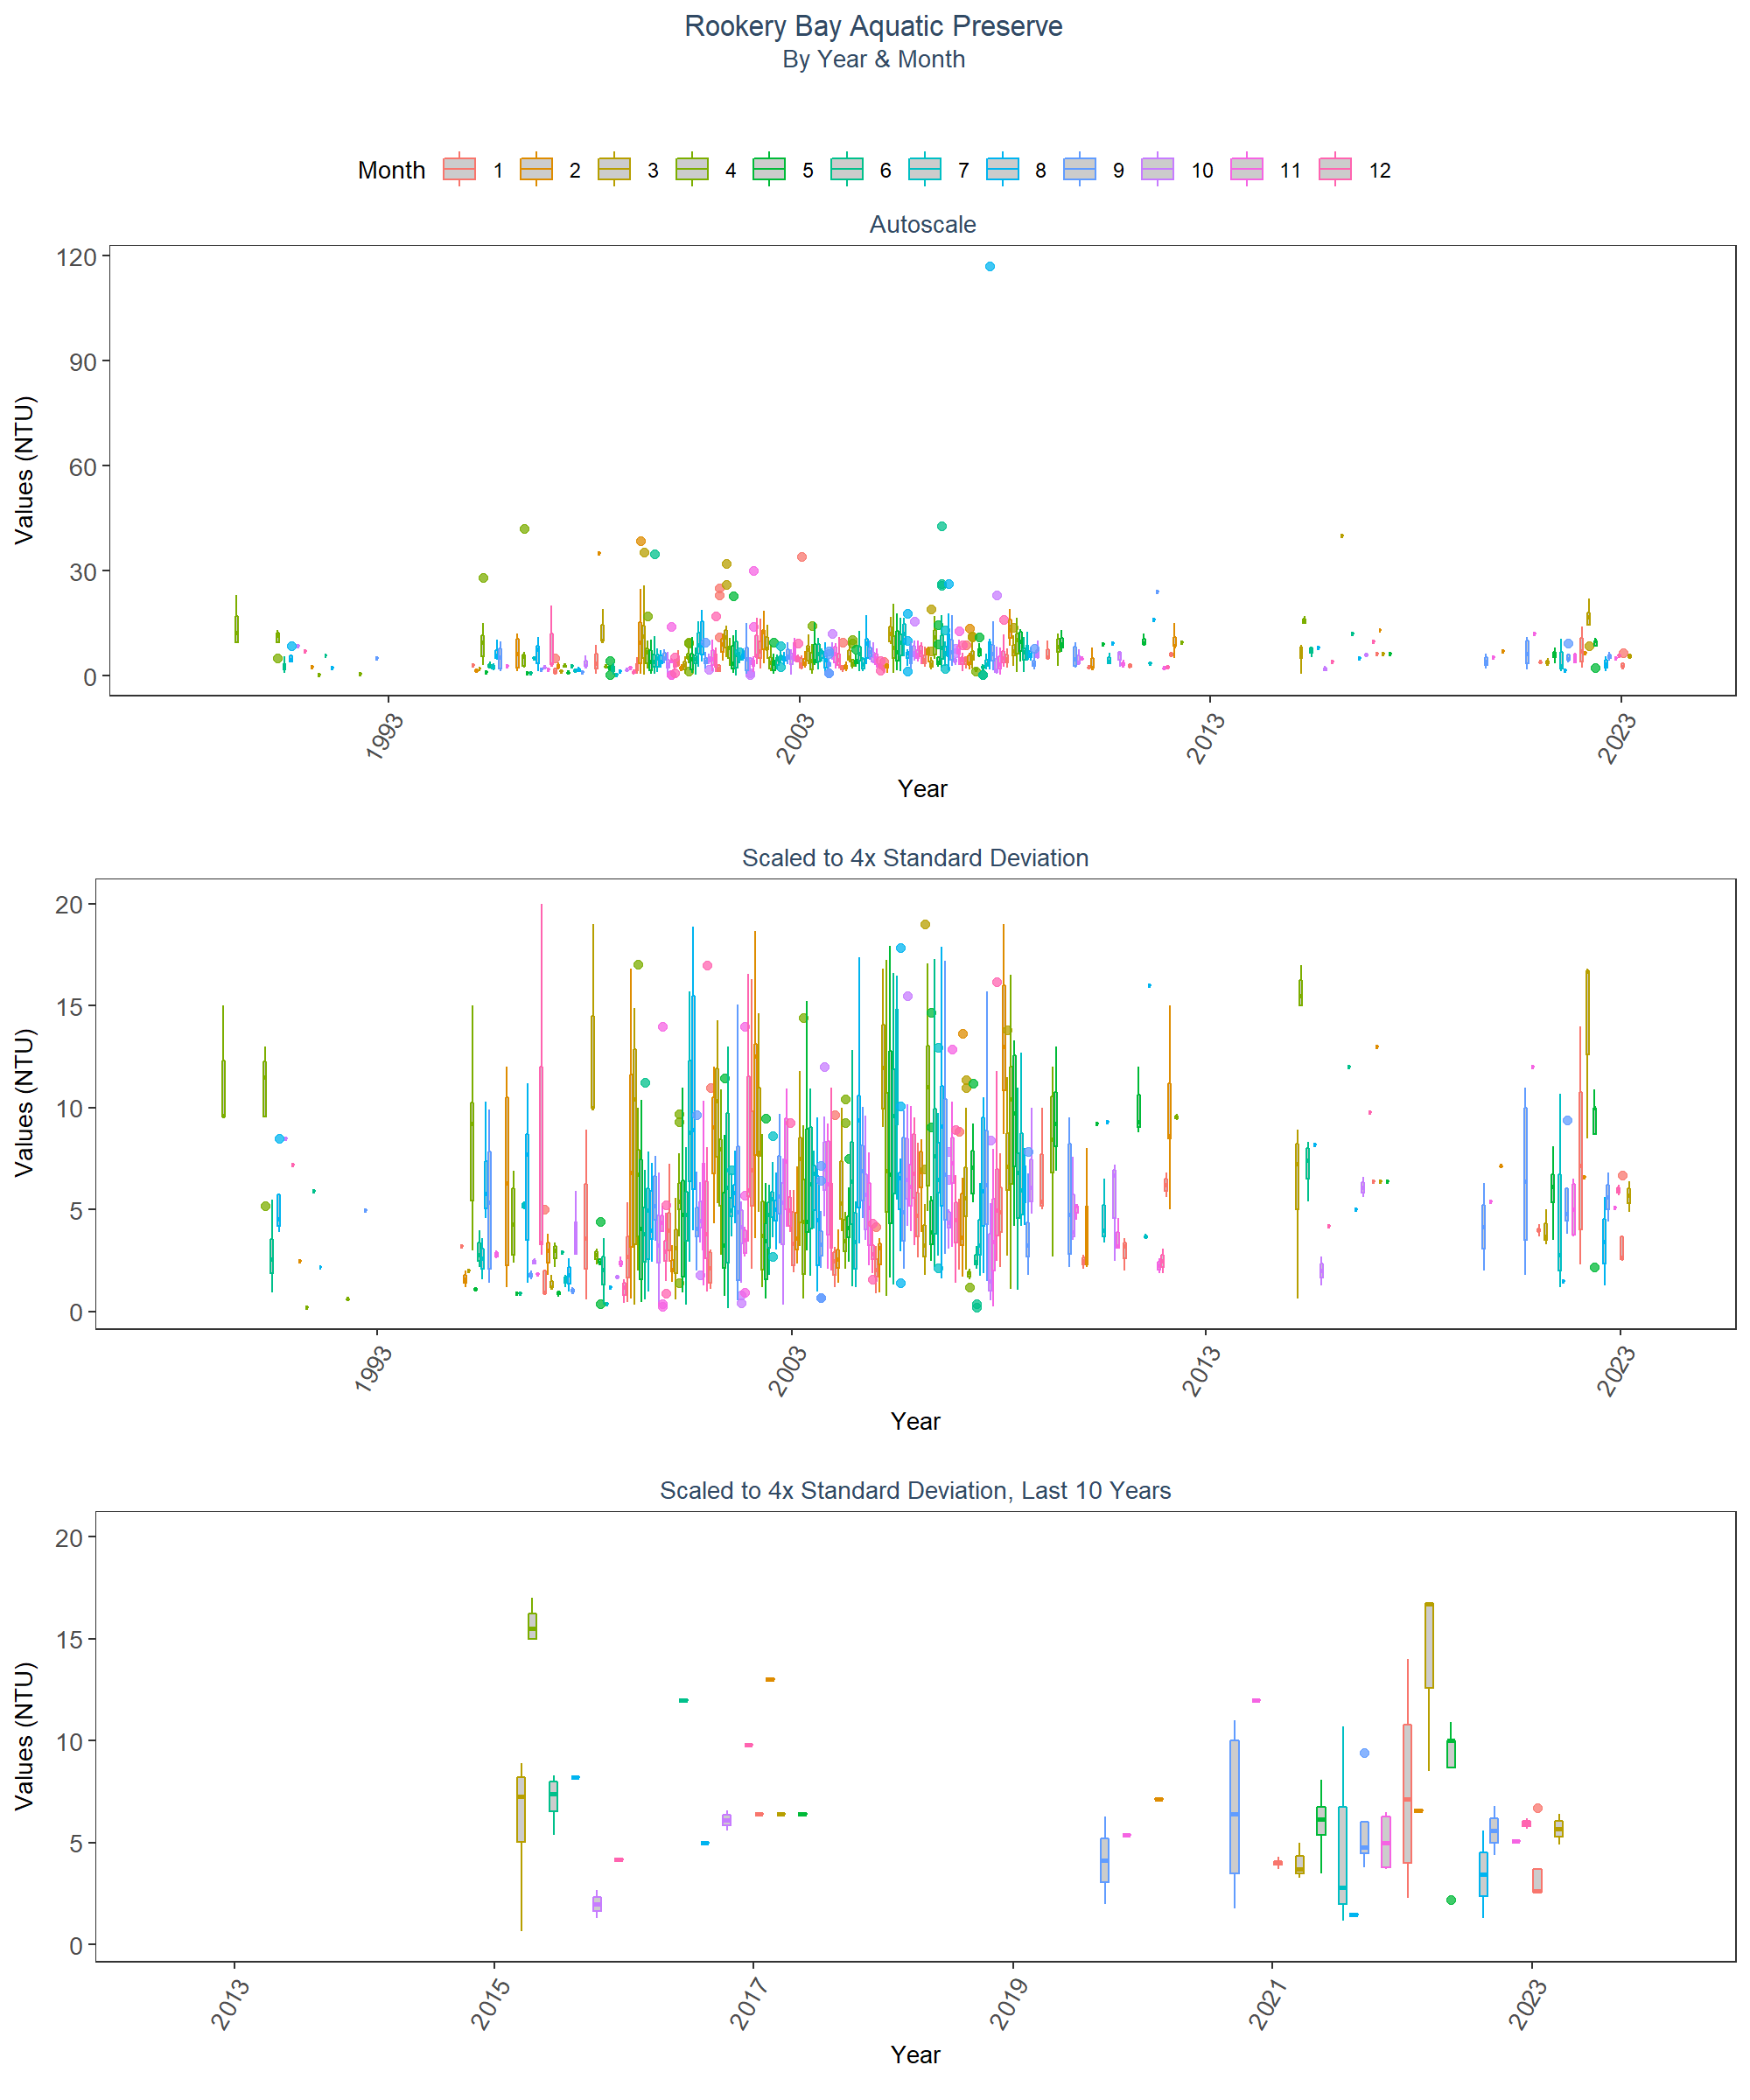 Rookery Bay Aquatic Preserve
By Year & Month
Month 1 2 3 4 5 6 7 8 9 10 11 12
Autoscale
120
90
60
30
0
Values (NTU)
1993 2003 2013 2023
Year
Scaled to 4x Standard Deviation
20
15
10
5
0
Values (NTU)
1993 2003 2013 2023
Year
Scaled to 4x Standard Deviation, Last 10 Years
20
15
10
5
0
Values (NTU)
2013 2015 2017 2019 2021 2023
Year